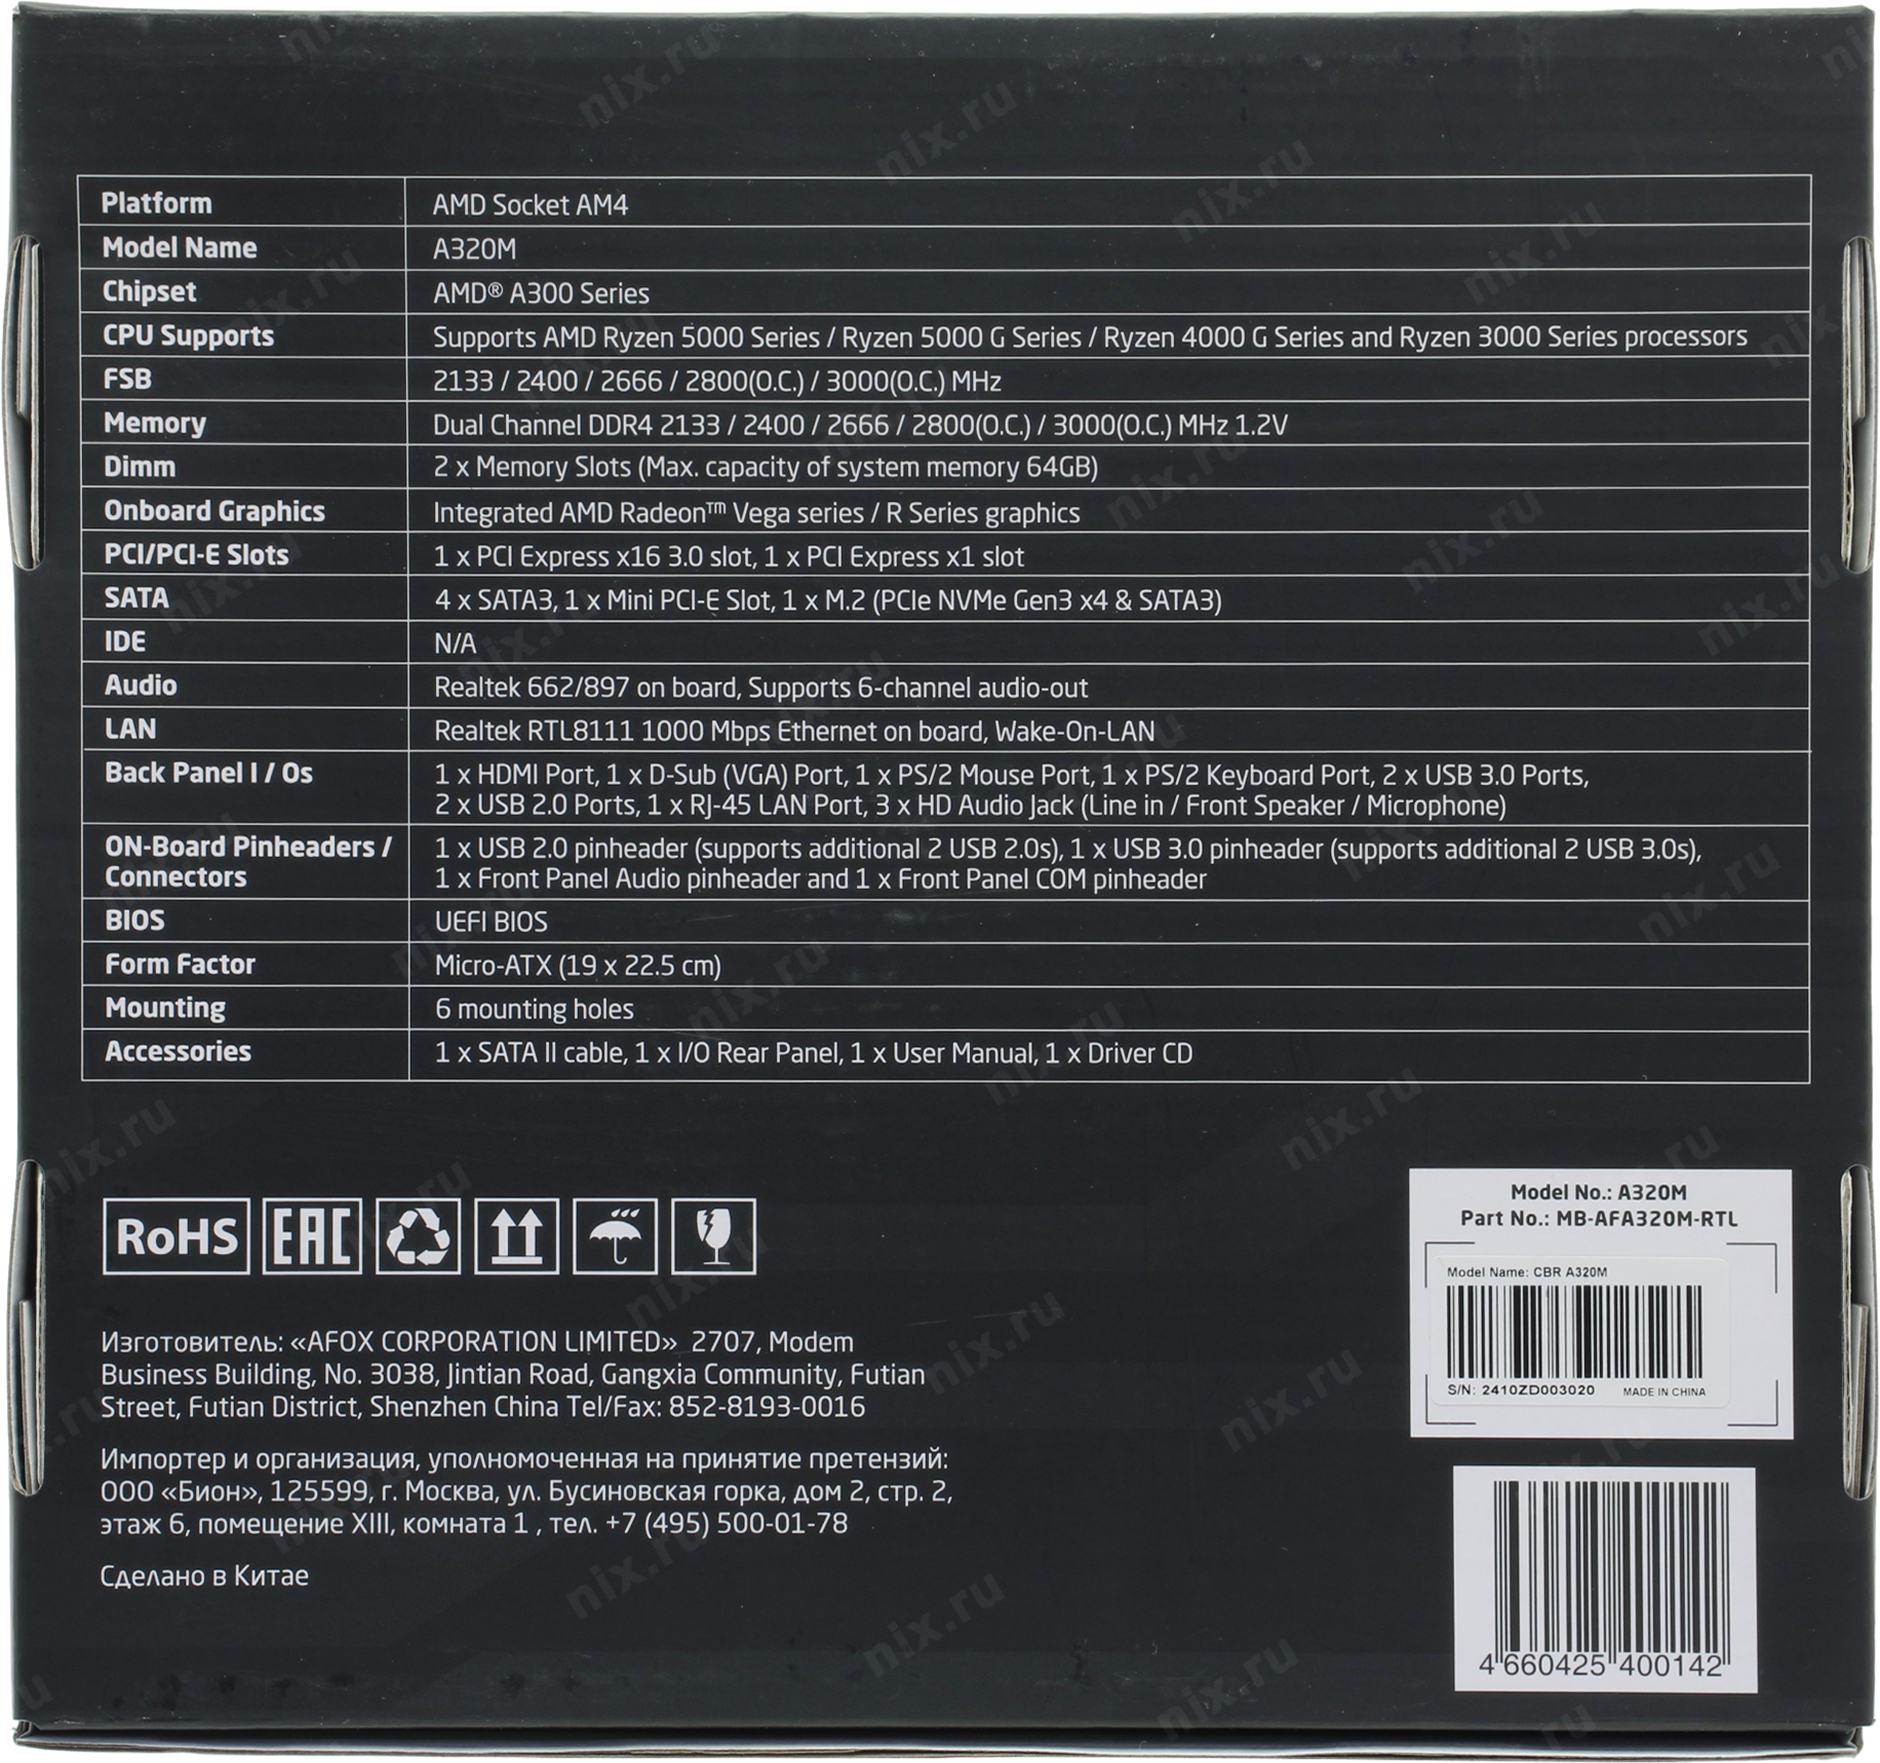 Platform AMD Socket AM4
Model Name A320M
Chipset AMD® A300 Series
CPU Supports Supports AMD Ryzen 5000 Series / Ryzen 5000 G Series / Ryzen 4000 G Series and Ryzen 3000 Series processors
FSB 2133 / 2400 / 2666 / 2800(O.C.) / 3000(O.C.) MHz
Memory Dual Channel DDR4 2133 / 2400 / 2666 / 2800(O.C.) / 3000(O.C.) MHz 1.2V
Dimm 2 x Memory Slots (Max. capacity of system memory 64GB)
Onboard Graphics Integrated AMD Radeon™ Vega series / R Series graphics
PCI/PCI-E Slots 1 x PCI Express x16 3.0 slot, 1 x PCI Express x1 slot
SATA 4 x SATA3, 1 x Mini PCI-E Slot, 1 x M.2 (PCIe NVMe Gen3 x4 & SATA3)
IDE N/A
Audio Realtek 662/897 on board, Supports 6-channel audio-out
LAN Realtek RTL8111 1000 Mbps Ethernet on board, Wake-On-LAN
Back Panel I / Os 1 x HDMI Port, 1 x D-Sub (VGA) Port, 1 x PS/2 Mouse Port, 1 x PS/2 Keyboard Port, 2 x USB 3.0 Ports,
2 x USB 2.0 Ports, 1 x RJ-45 LAN Port, 3 x HD Audio Jack (Line in / Front Speaker / Microphone)
ON-Board Pinheaders / 1 x USB 2.0 pinheader (supports additional 2 USB 2.0s), 1 x USB 3.0 pinheader (supports additional 2 USB 3.0s),
Connectors 1 x Front Panel Audio pinheader and 1 x Front Panel COM pinheader
BIOS UEFI BIOS
Form Factor Micro-ATX (19 x 22.5 cm)
Mounting 6 mounting holes
Accessories 1 x SATA II cable, 1 x I/O Rear Panel, 1 x User Manual, 1 x Driver CD
RoHS EAC
Изготовитель: «AFOX CORPORATION LIMITED» 2707, Modem
Business Building, No. 3038, Jintian Road, Gangxia Community, Futian
Street, Futian District, Shenzhen China Tel/Fax: 852-8193-0016
Импортер и организация, уполномоченная на принятие претензий:
ООО «Бион», 125599, г. Москва, ул. Бусиновская горка, дом 2, стр. 2,
этаж 6, помещение XIII, комната 1 , тел. +7 (495) 500-01-78
Сделано в Китае
Model No.: A320M
Part No.: MB-AFA320M-RTL
Model Name: CBR A320M
S/N: 2410ZD003020 MADE IN CHINA
4 660425 400142
nix.ru